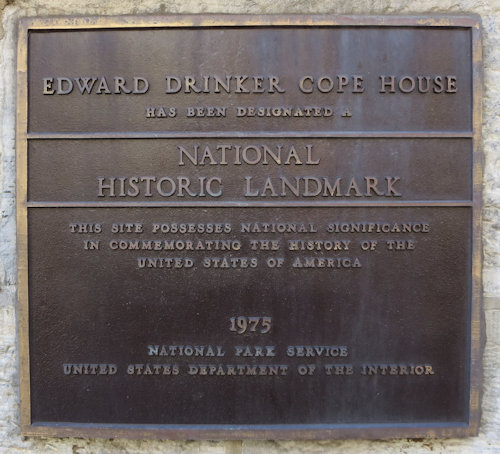 EDWARD DRINKER COPE HOUSE
HAS BEEN DESIGNATED A
NATIONAL
HISTORIC LANDMARK
THIS SITE POSSESSES NATIONAL SIGNIFICANCE
IN COMMEMORATING THE HISTORY OF THE
UNITED STATES OF AMERICA
1975
NATIONAL PARK SERVICE
UNITED STATES DEPARTMENT OF THE INTERIOR